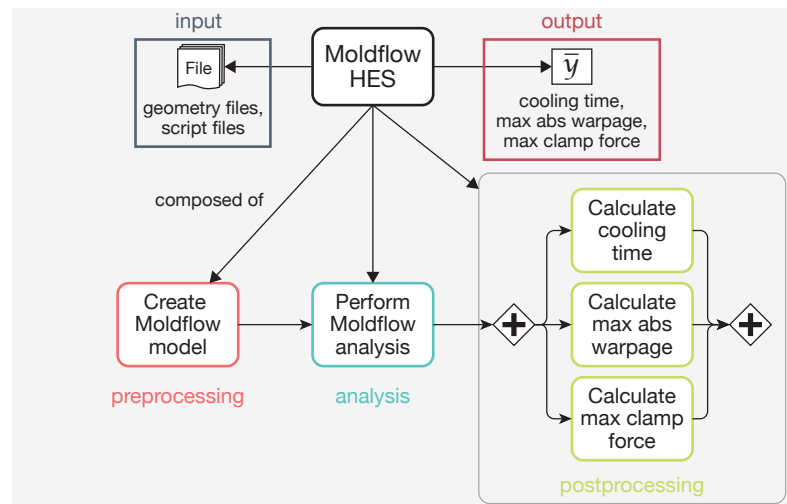 input
output
Moldflow
HES
File
geometry files,
script files
y
cooling time,
max abs warpage,
max clamp force
composed of
Create
Moldflow
model
preprocessing
Perform
Moldflow
analysis
analysis
Calculate
cooling
time
Calculate
max abs
warpage
Calculate
max clamp
force
postprocessing